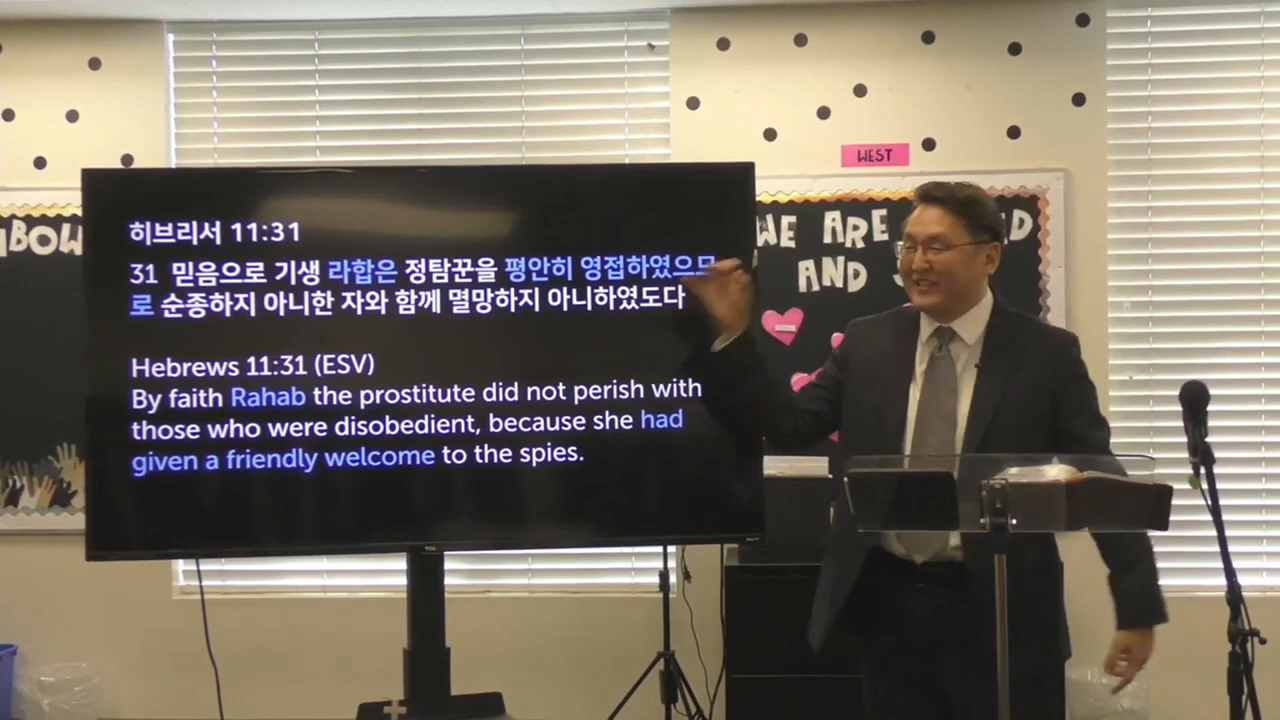 WEST
BOW
WE ARE
AND
히브리서 11:31
31 믿음으로 기생 라합은 정탐꾼을 평안히 영접하였으므
로 순종하지 아니한 자와 함께 멸망하지 아니하였도다
Hebrews 11:31 (ESV)
By faith Rahab the prostitute did not perish with
those who were disobedient, because she had
given a friendly welcome to the spies.
TCL